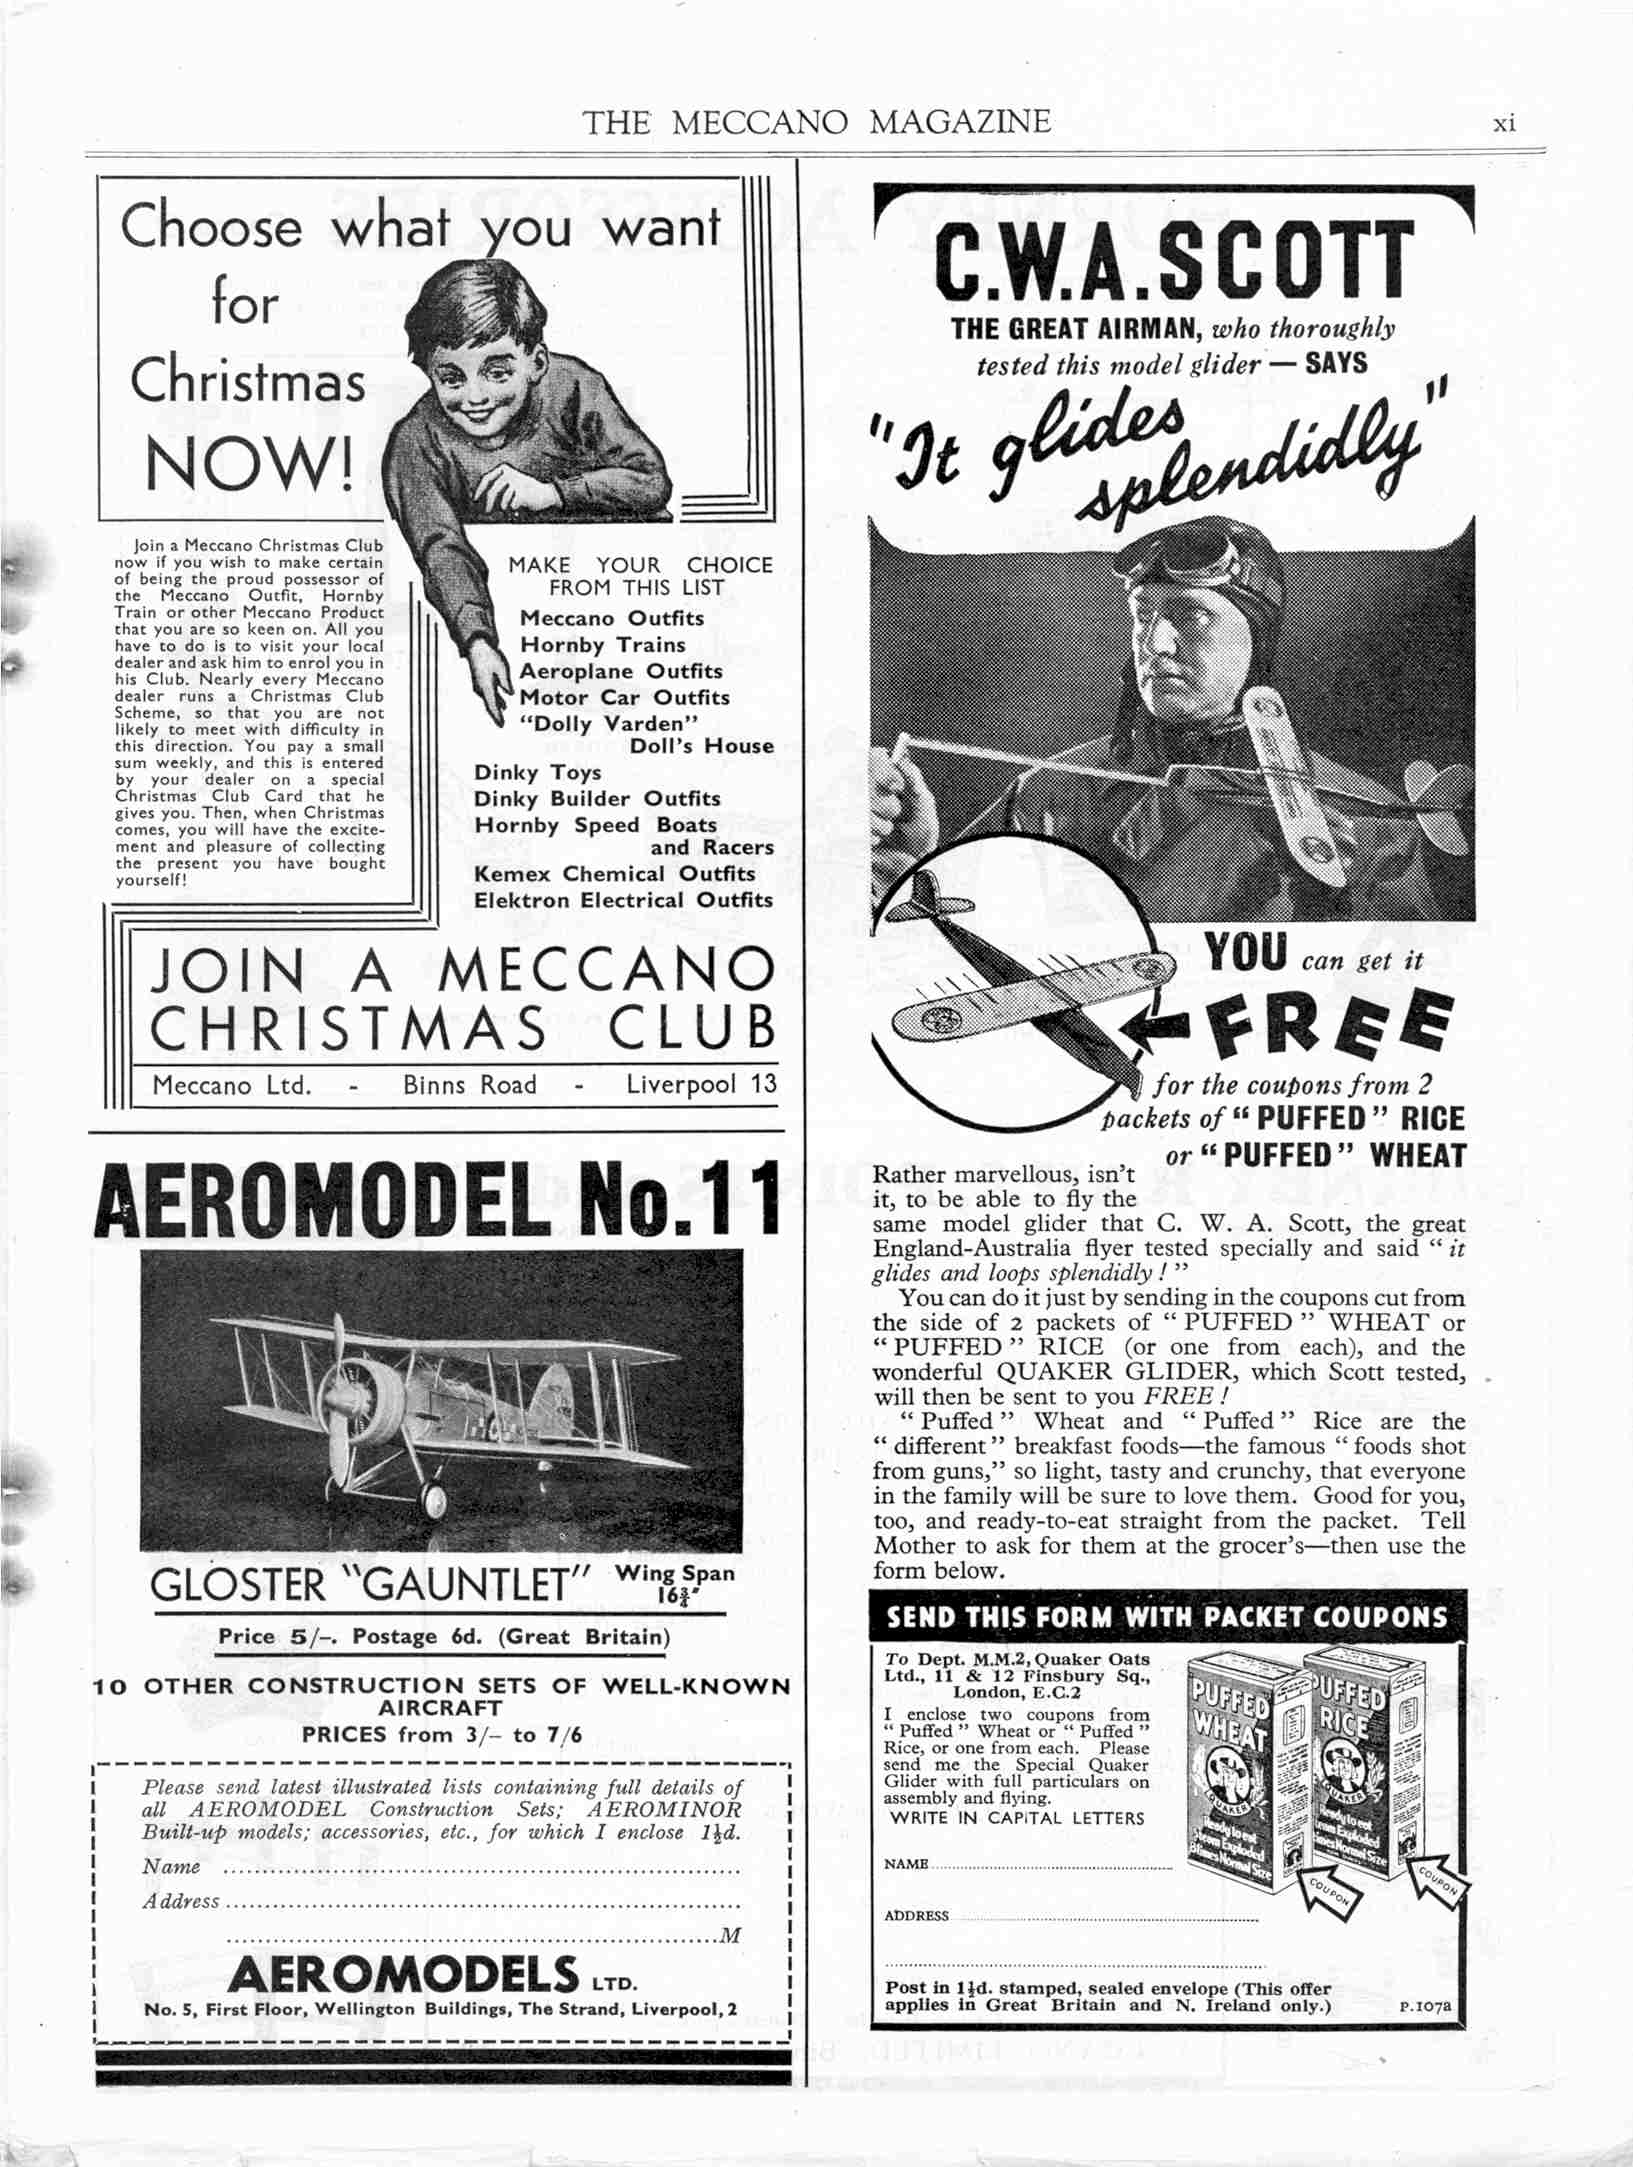 THE MECCANO MAGAZINE
xi
Choose what you want
for
Christmas
NOW!
Join a Meccano Christmas Club
now if you wish to make certain
of being the proud possessor of
the Meccano Outfit, Hornby
Train or other Meccano Product
that you are so keen on. All you
have to do is to visit your local
dealer and ask him to enrol you in
his Club. Nearly every Meccano
dealer runs a Christmas Club
Scheme, so that you are not
likely to meet with difficulty in
this direction. You pay a small
sum weekly, and this is entered
by your dealer on a special
Christmas Club Card that he
gives you. Then, when Christmas
comes, you will have the excite-
ment and pleasure of collecting
the present you have bought
yourself!
MAKE YOUR CHOICE
FROM THIS LIST
Meccano Outfits
Hornby Trains
Aeroplane Outfits
Motor Car Outfits
"Dolly Varden"
Doll's House
Dinky Toys
Dinky Builder Outfits
Hornby Speed Boats
and Racers
Kemex Chemical Outfits
Elektron Electrical Outfits
JOIN A MECCANO
CHRISTMAS CLUB
Meccano Ltd. - Binns Road - Liverpool 13
AEROMODEL No. 11
GLOSTER "GAUNTLET" Wing Span
16¾"
Price 5/-. Postage 6d. (Great Britain)
10 OTHER CONSTRUCTION SETS OF WELL-KNOWN
AIRCRAFT
PRICES from 3/- to 7/6
Please send latest illustrated lists containing full details of
all AEROMODEL Construction Sets; AEROMINOR
Built-up models; accessories, etc., for which I enclose 1½d.
Name
Address
M
AEROMODELS LTD.
No. 5, First Floor, Wellington Buildings, The Strand, Liverpool, 2
C.W.A. SCOTT
THE GREAT AIRMAN, who thoroughly
tested this model glider — SAYS
"It glides
splendidly"
YOU can get it
FREE
for the coupons from 2
packets of "PUFFED" RICE
or "PUFFED" WHEAT
Rather marvellous, isn't
it, to be able to fly the
same model glider that C. W. A. Scott, the great
England-Australia flyer tested specially and said "it
glides and loops splendidly!"
You can do it just by sending in the coupons cut from
the side of 2 packets of "PUFFED" WHEAT or
"PUFFED" RICE (or one from each), and the
wonderful QUAKER GLIDER, which Scott tested,
will then be sent to you FREE!
"Puffed" Wheat and "Puffed" Rice are the
"different" breakfast foods—the famous "foods shot
from guns," so light, tasty and crunchy, that everyone
in the family will be sure to love them. Good for you,
too, and ready-to-eat straight from the packet. Tell
Mother to ask for them at the grocer's—then use the
form below.
SEND THIS FORM WITH PACKET COUPONS
To Dept. M.M.2, Quaker Oats
Ltd., 11 & 12 Finsbury Sq.,
London, E.C.2
I enclose two coupons from
"Puffed" Wheat or "Puffed"
Rice, or one from each. Please
send me the Special Quaker
Glider with full particulars on
assembly and flying.
WRITE IN CAPITAL LETTERS
NAME
ADDRESS
Post in 1½d. stamped, sealed envelope (This offer
applies in Great Britain and N. Ireland only.)
P.107a
PUFFED
WHEAT
QUAKER
Ready to eat
Steam Exploded
8 Times Normal Size
COUPON
PUFFED
RICE
QUAKER
Ready to eat
Steam Exploded
Times Normal Size
COUPON